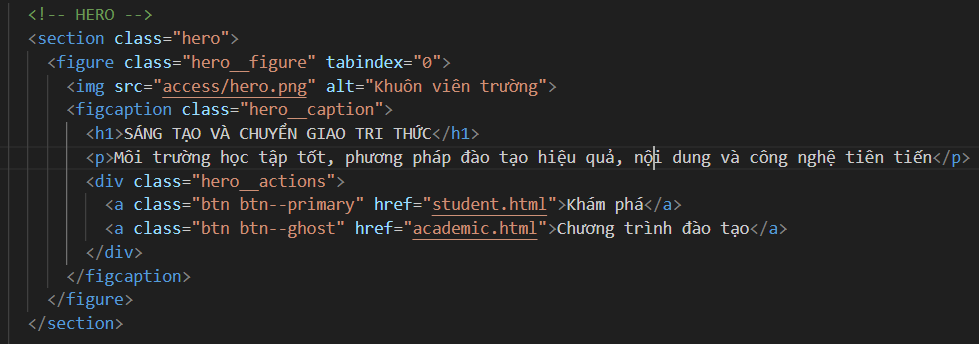 <!-- HERO -->
<section class="hero">
  <figure class="hero__figure" tabindex="0">
    <img src="access/hero.png" alt="Khuôn viên trường">
    <figcaption class="hero__caption">
      <h1>SÁNG TẠO VÀ CHUYỂN GIAO TRI THỨC</h1>
      <p>Môi trường học tập tốt, phương pháp đào tạo hiệu quả, nội dung và công nghệ tiên tiến</p>
      <div class="hero__actions">
        <a class="btn btn--primary" href="student.html">Khám phá</a>
        <a class="btn btn--ghost" href="academic.html">Chương trình đào tạo</a>
      </div>
    </figcaption>
  </figure>
</section>